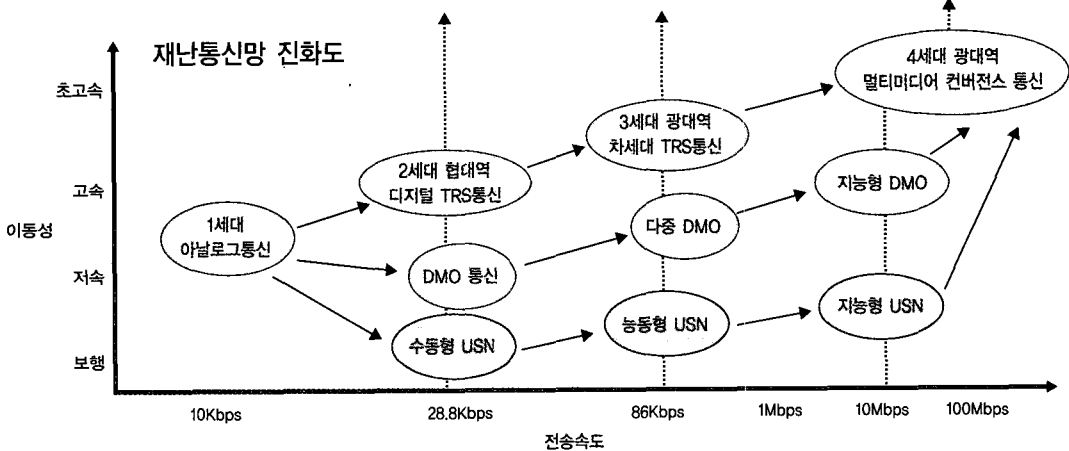 재난통신망 진화도
4세대 광대역
멀티미디어 컨버전스 통신
초고속
3세대 광대역
차세대 TRS통신
2세대 협대역
디지털 TRS통신
지능형 DMO
고속
1세대
아날로그통신
다중 DMO
이동성
DMO 통신
저속
지능형 USN
능동형 USN
수동형 USN
보행
10Kbps
28.8Kbps
86Kbps
1Mbps
10Mbps
100Mbps
전송속도